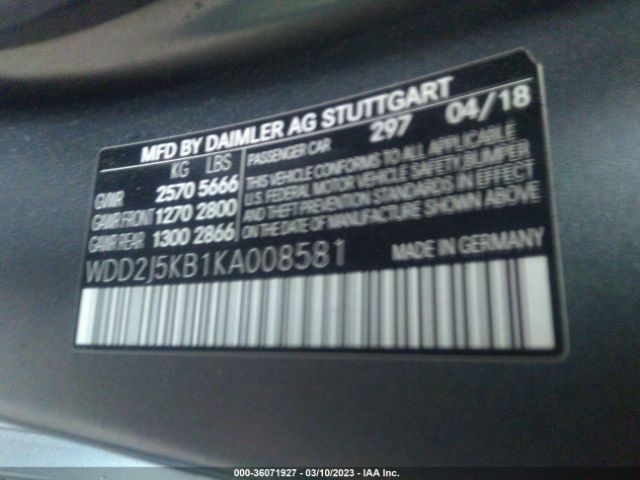 MFD BY DAIMLER AG STUTTGART 297 04/18
KG LBS
GWR 2570 5666
GAWR FRONT 1270 2800
GAWR REAR 1300 2866
PASSENGER CAR
THIS VEHICLE CONFORMS TO ALL APPLICABLE
U.S. FEDERAL MOTOR VEHICLE SAFETY, BUMPER
AND THEFT PREVENTION STANDARDS IN EFFECT
ON THE DATE OF MANUFACTURE SHOWN ABOVE
WDD2J5KB1KA008581 MADE IN GERMANY
000-36071927 - 03/10/2023 - IAA Inc.